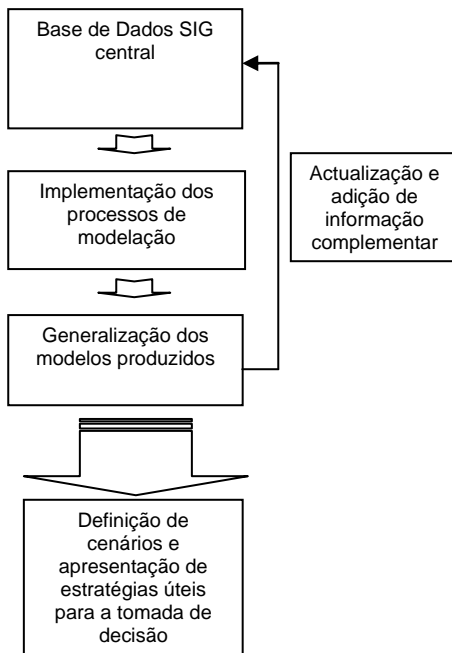 Base de Dados SIG
central
Implementação dos
processos de
modelação
Actualização e
adição de
informação
complementar
Generalização dos
modelos produzidos
Definição de
cenários e
apresentação de
estratégias úteis
para a tomada de
decisão